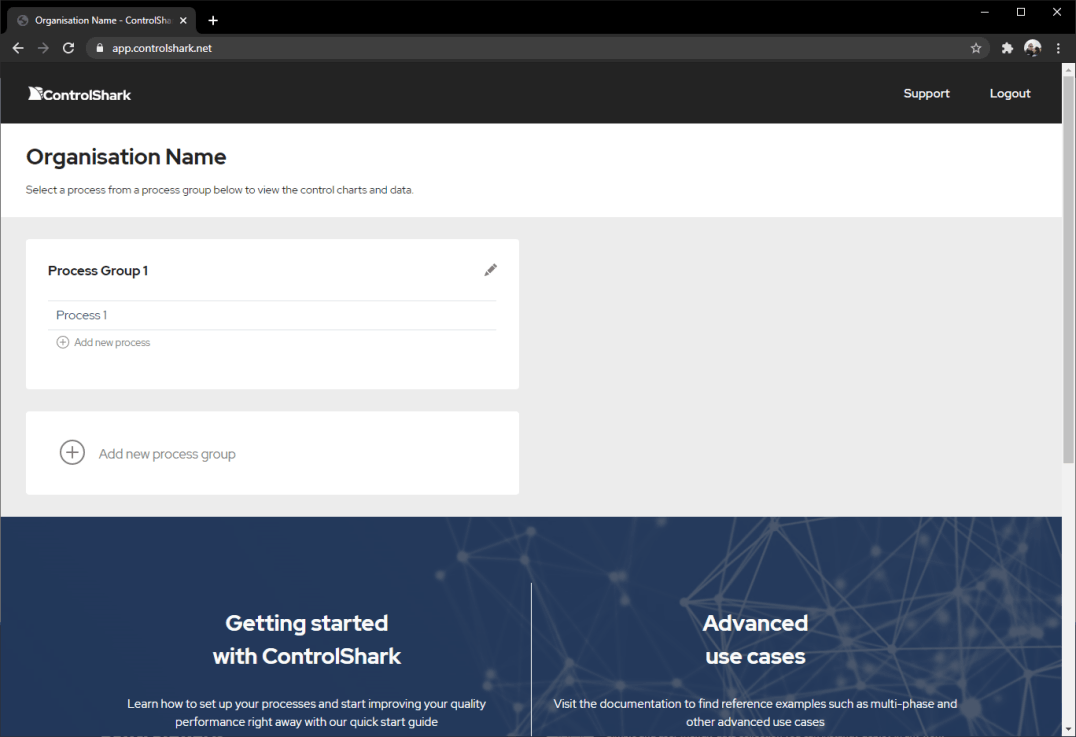 Organisation Name - ControlSha
app.controlshark.net
ControlShark
Support
Logout
Organisation Name
Select a process from a process group below to view the control charts and data.
Process Group 1
Process 1
Add new process
Add new process group
Getting started
with ControlShark
Learn how to set up your processes and start improving your quality
performance right away with our quick start guide
Advanced
use cases
Visit the documentation to find reference examples such as multi-phase and
other advanced use cases